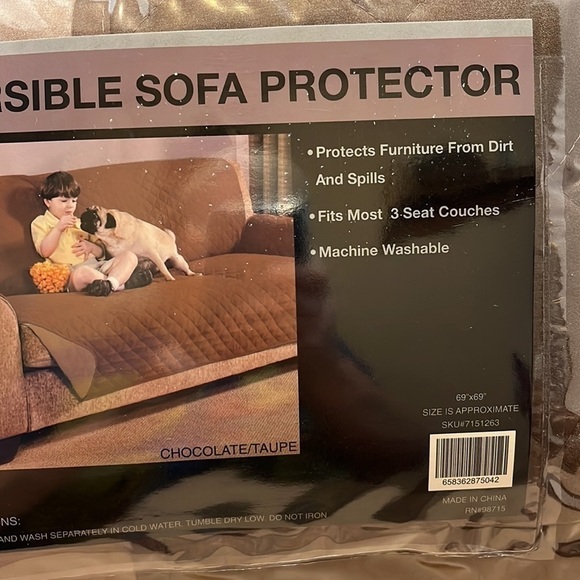 RSIBLE SOFA PROTECTOR
•Protects Furniture From Dirt
And Spills
•Fits Most 3 Seat Couches
•Machine Washable
CHOCOLATE/TAUPE
69"x69"
SIZE IS APPROXIMATE
SKU#7151263
658362875042
MADE IN CHINA
RN#98715
NS:
AND WASH SEPARATELY IN COLD WATER. TUMBLE DRY LOW. DO NOT IRON